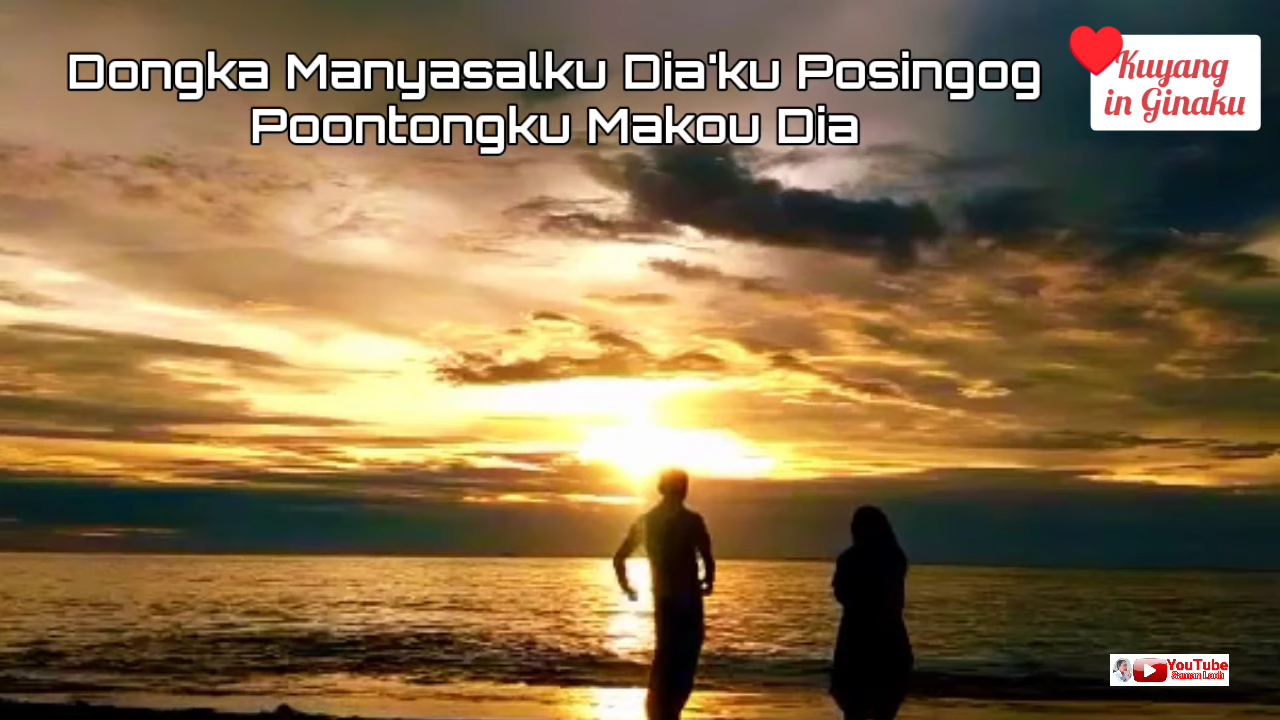 Dongka Manyasalku Dia'ku Posingog
Poontongku Makou Dia
Kuyang
in Ginaku
YouTube